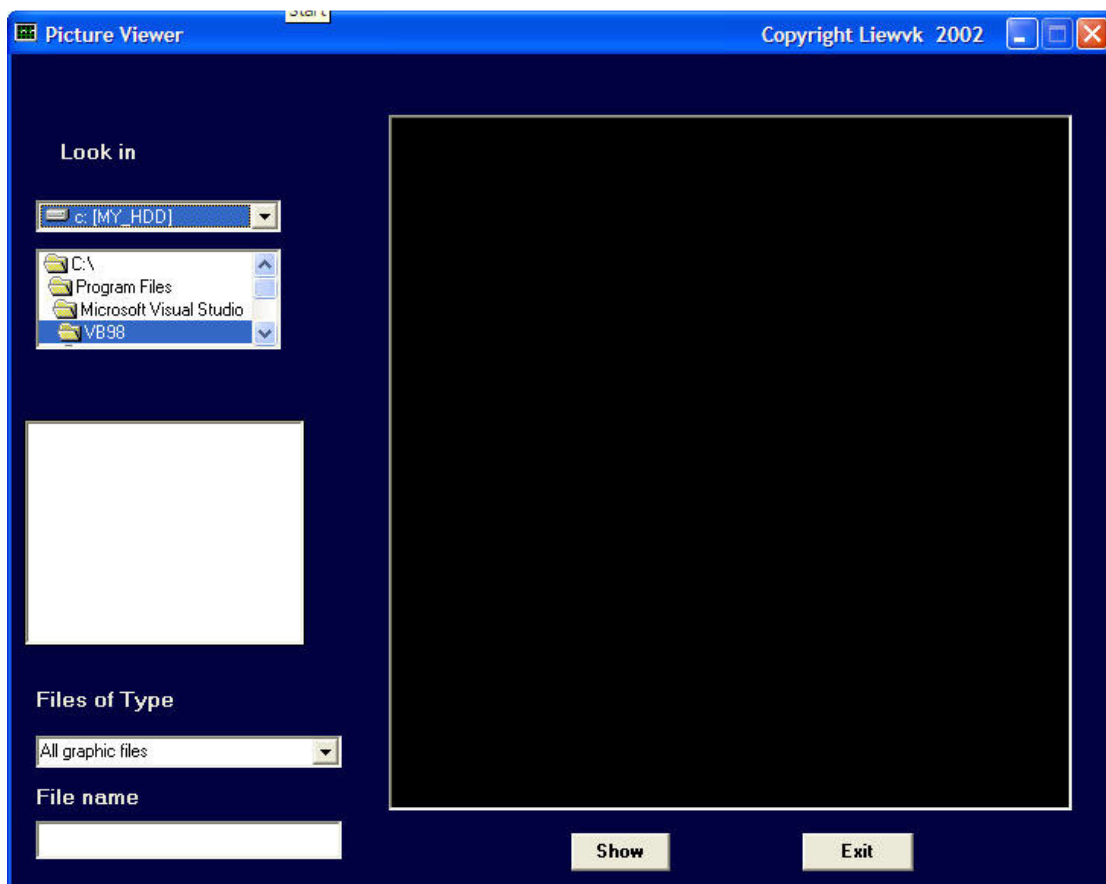 Start
Picture Viewer
Copyright Liewvk 2002
Look in
c: [MY_HDD]
C:\
Program Files
Microsoft Visual Studio
VB98
Files of Type
All graphic files
File name
Show
Exit